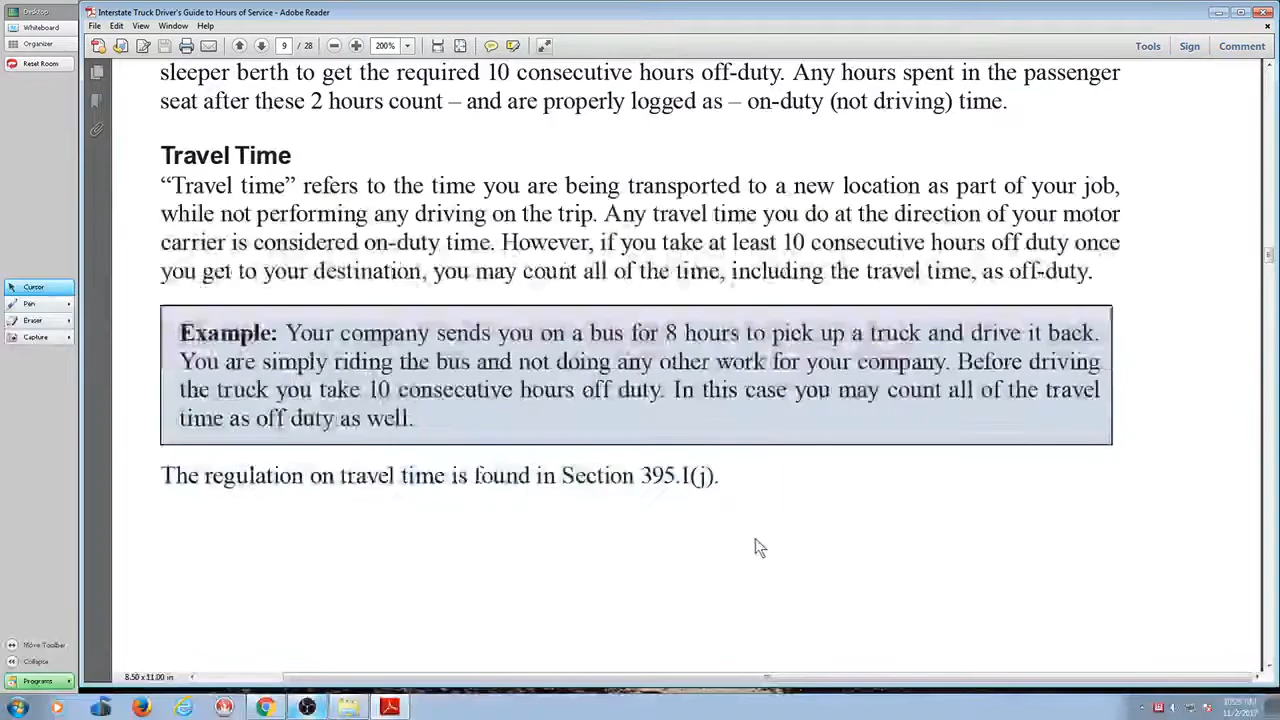 Desktop
Whiteboard
Organizer
Reset Room
Cursor
Pen
Eraser
Capture
Move Toolbar
Collapse
Programs
Interstate Truck Driver's Guide to Hours of Service - Adobe Reader
File Edit View Window Help
9 / 28 200% Tools Sign Comment
sleeper berth to get the required 10 consecutive hours off-duty. Any hours spent in the passenger
seat after these 2 hours count – and are properly logged as – on-duty (not driving) time.
Travel Time
“Travel time” refers to the time you are being transported to a new location as part of your job,
while not performing any driving on the trip. Any travel time you do at the direction of your motor
carrier is considered on-duty time. However, if you take at least 10 consecutive hours off duty once
you get to your destination, you may count all of the time, including the travel time, as off-duty.
Example: Your company sends you on a bus for 8 hours to pick up a truck and drive it back.
You are simply riding the bus and not doing any other work for your company. Before driving
the truck you take 10 consecutive hours off duty. In this case you may count all of the travel
time as off duty as well.
The regulation on travel time is found in Section 395.1(j).
8.50 x 11.00 in
11/2/2017